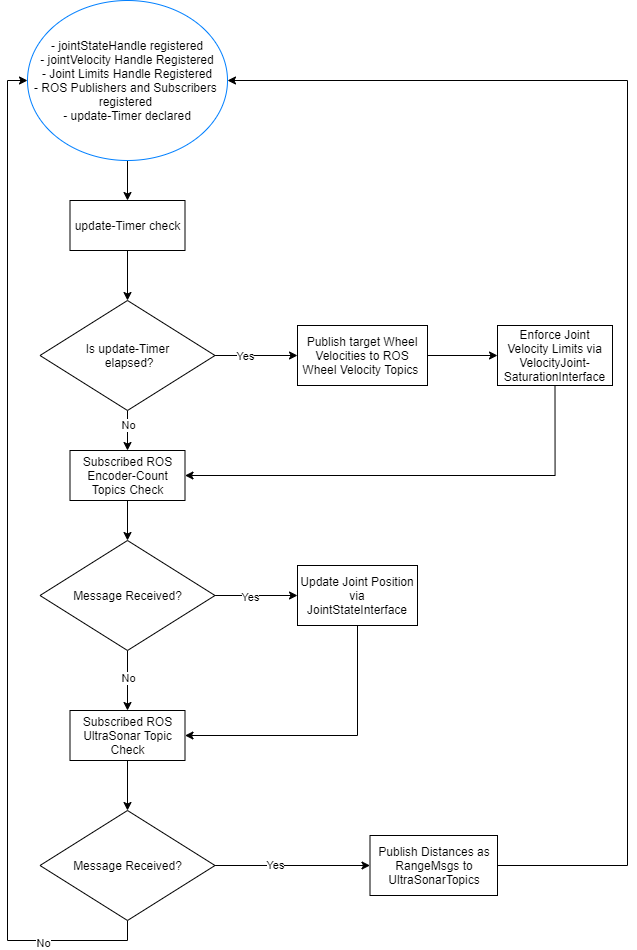 - jointStateHandle registered
- jointVelocity Handle Registered
- Joint Limits Handle Registered
- ROS Publishers and Subscribers
registered
- update-Timer declared
update-Timer check
Is update-Timer
elapsed?
Yes
Publish target Wheel
Velocities to ROS
Wheel Velocity Topics
Enforce Joint
Velocity Limits via
VelocityJoint-
SaturationInterface
No
Subscribed ROS
Encoder-Count
Topics Check
Message Received?
Yes
Update Joint Position
via
JointStateInterface
No
Subscribed ROS
UltraSonar Topic
Check
Message Received?
Yes
Publish Distances as
RangeMsgs to
UltraSonarTopics
No